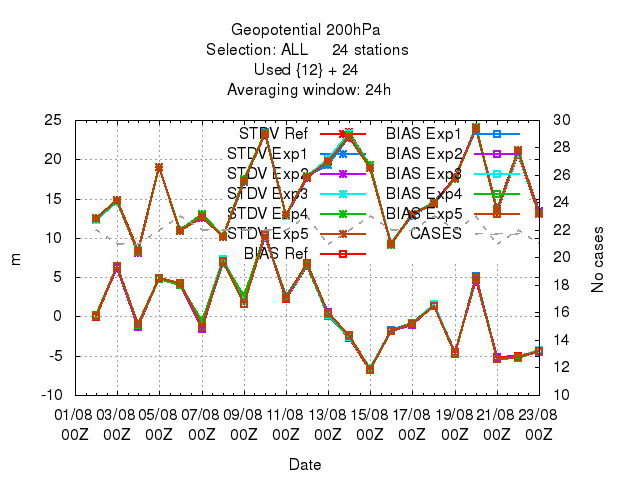 Geopotential 200hPa
Selection: ALL 24 stations
Used {12} + 24
Averaging window: 24h
25
20
15
10
5
0
-5
-10
m
30
28
26
24
22
20
18
16
14
12
10
No cases
STDV Ref
STDV Exp1
STDV Exp2
STDV Exp3
STDV Exp4
STDV Exp5
BIAS Ref
BIAS Exp1
BIAS Exp2
BIAS Exp3
BIAS Exp4
BIAS Exp5
CASES
01/08 03/08 05/08 07/08 09/08 11/08 13/08 15/08 17/08 19/08 21/08 23/08
00Z 00Z 00Z 00Z 00Z 00Z 00Z 00Z 00Z 00Z 00Z 00Z
Date